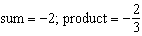 sum = −2; product = −2/3